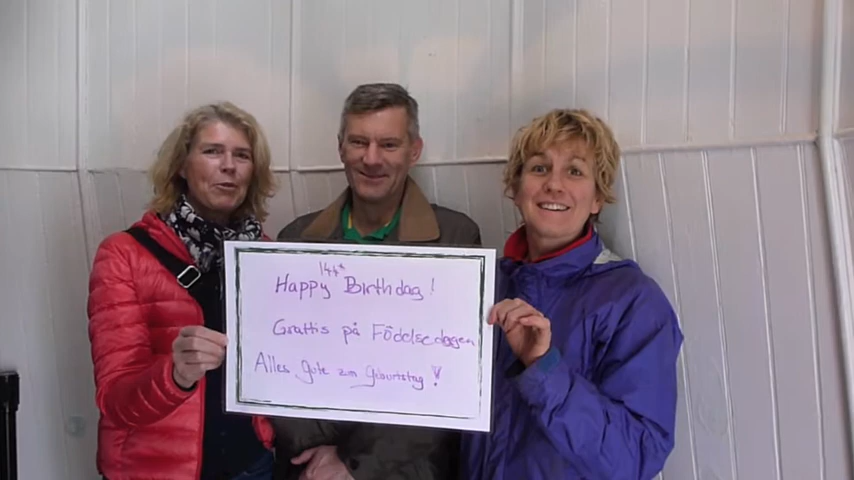 Happy 144th Birthday!
Grattis på Födelsedagen
Alles gute zum Geburtstag!